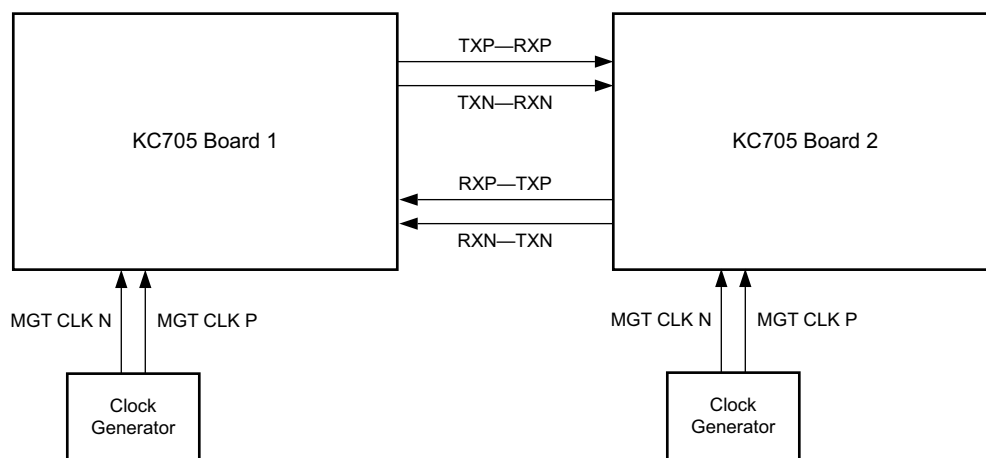 TXP—RXP
TXN—RXN
KC705 Board 1
KC705 Board 2
RXP—TXP
RXN—TXN
MGT CLK N
MGT CLK P
MGT CLK N
MGT CLK P
Clock
Generator
Clock
Generator